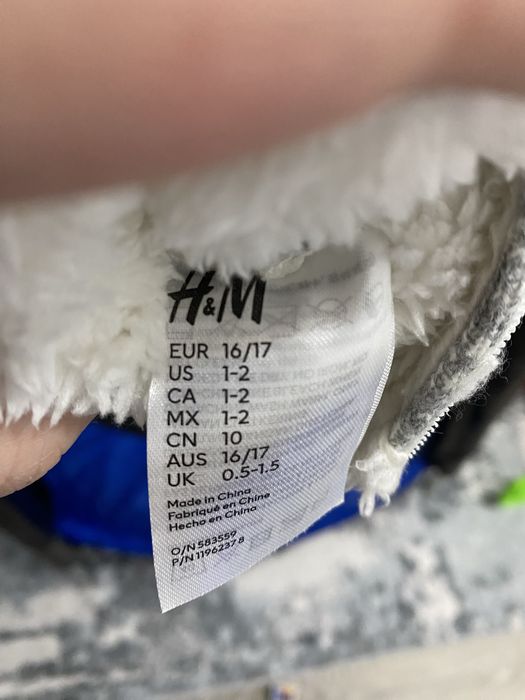 H&M
EUR 16/17
US 1-2
CA 1-2
MX 1-2
CN 10
AUS 16/17
UK 0.5-1.5
Made in China
Fabriqué en Chine
Hecho en China
O/N 583559
P/N 1196237 8